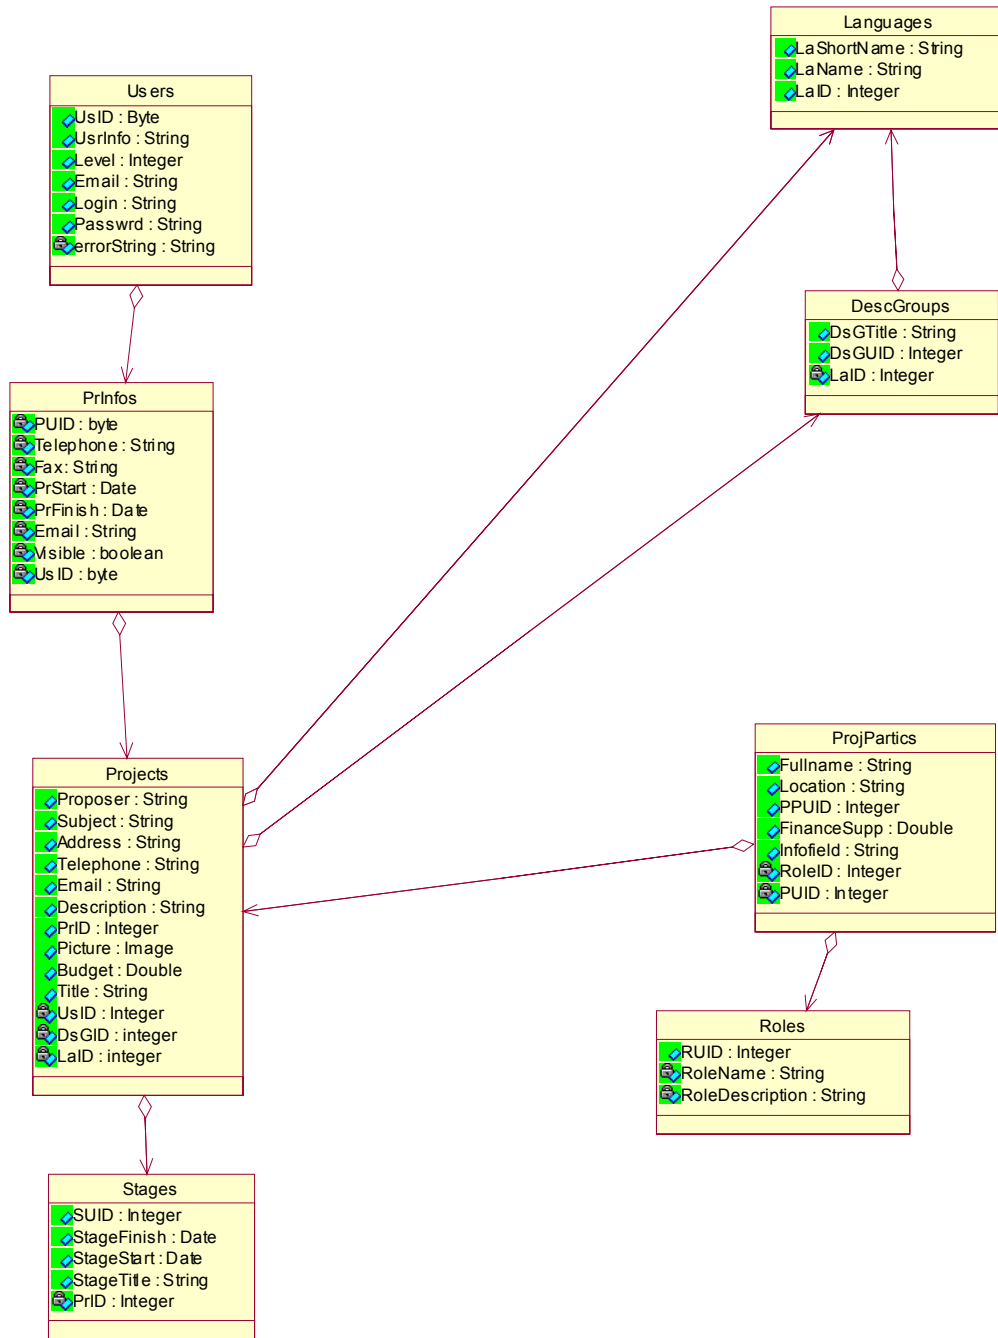 Languages
LaShortName : String
LaName : String
LaID : Integer
Users
UsID : Byte
UsrInfo : String
Level : Integer
Email : String
Login : String
Passwrd : String
errorString : String
DescGroups
DsGTitle : String
DsGUID : Integer
LaID : Integer
PrInfos
PUID : byte
Telephone : String
Fax : String
PrStart : Date
PrFinish : Date
Email : String
Visible : boolean
UsID : byte
ProjPartics
Fullname : String
Location : String
PPUID : Integer
FinanceSupp : Double
Infofield : String
RoleID : Integer
PUID : Integer
Projects
Proposer : String
Subject : String
Address : String
Telephone : String
Email : String
Description : String
PrID : Integer
Picture : Image
Budget : Double
Title : String
UsID : Integer
DsGID : integer
LaID : integer
Roles
RUID : Integer
RoleName : String
RoleDescription : String
Stages
SUID : Integer
StageFinish : Date
StageStart : Date
StageTitle : String
PrID : Integer